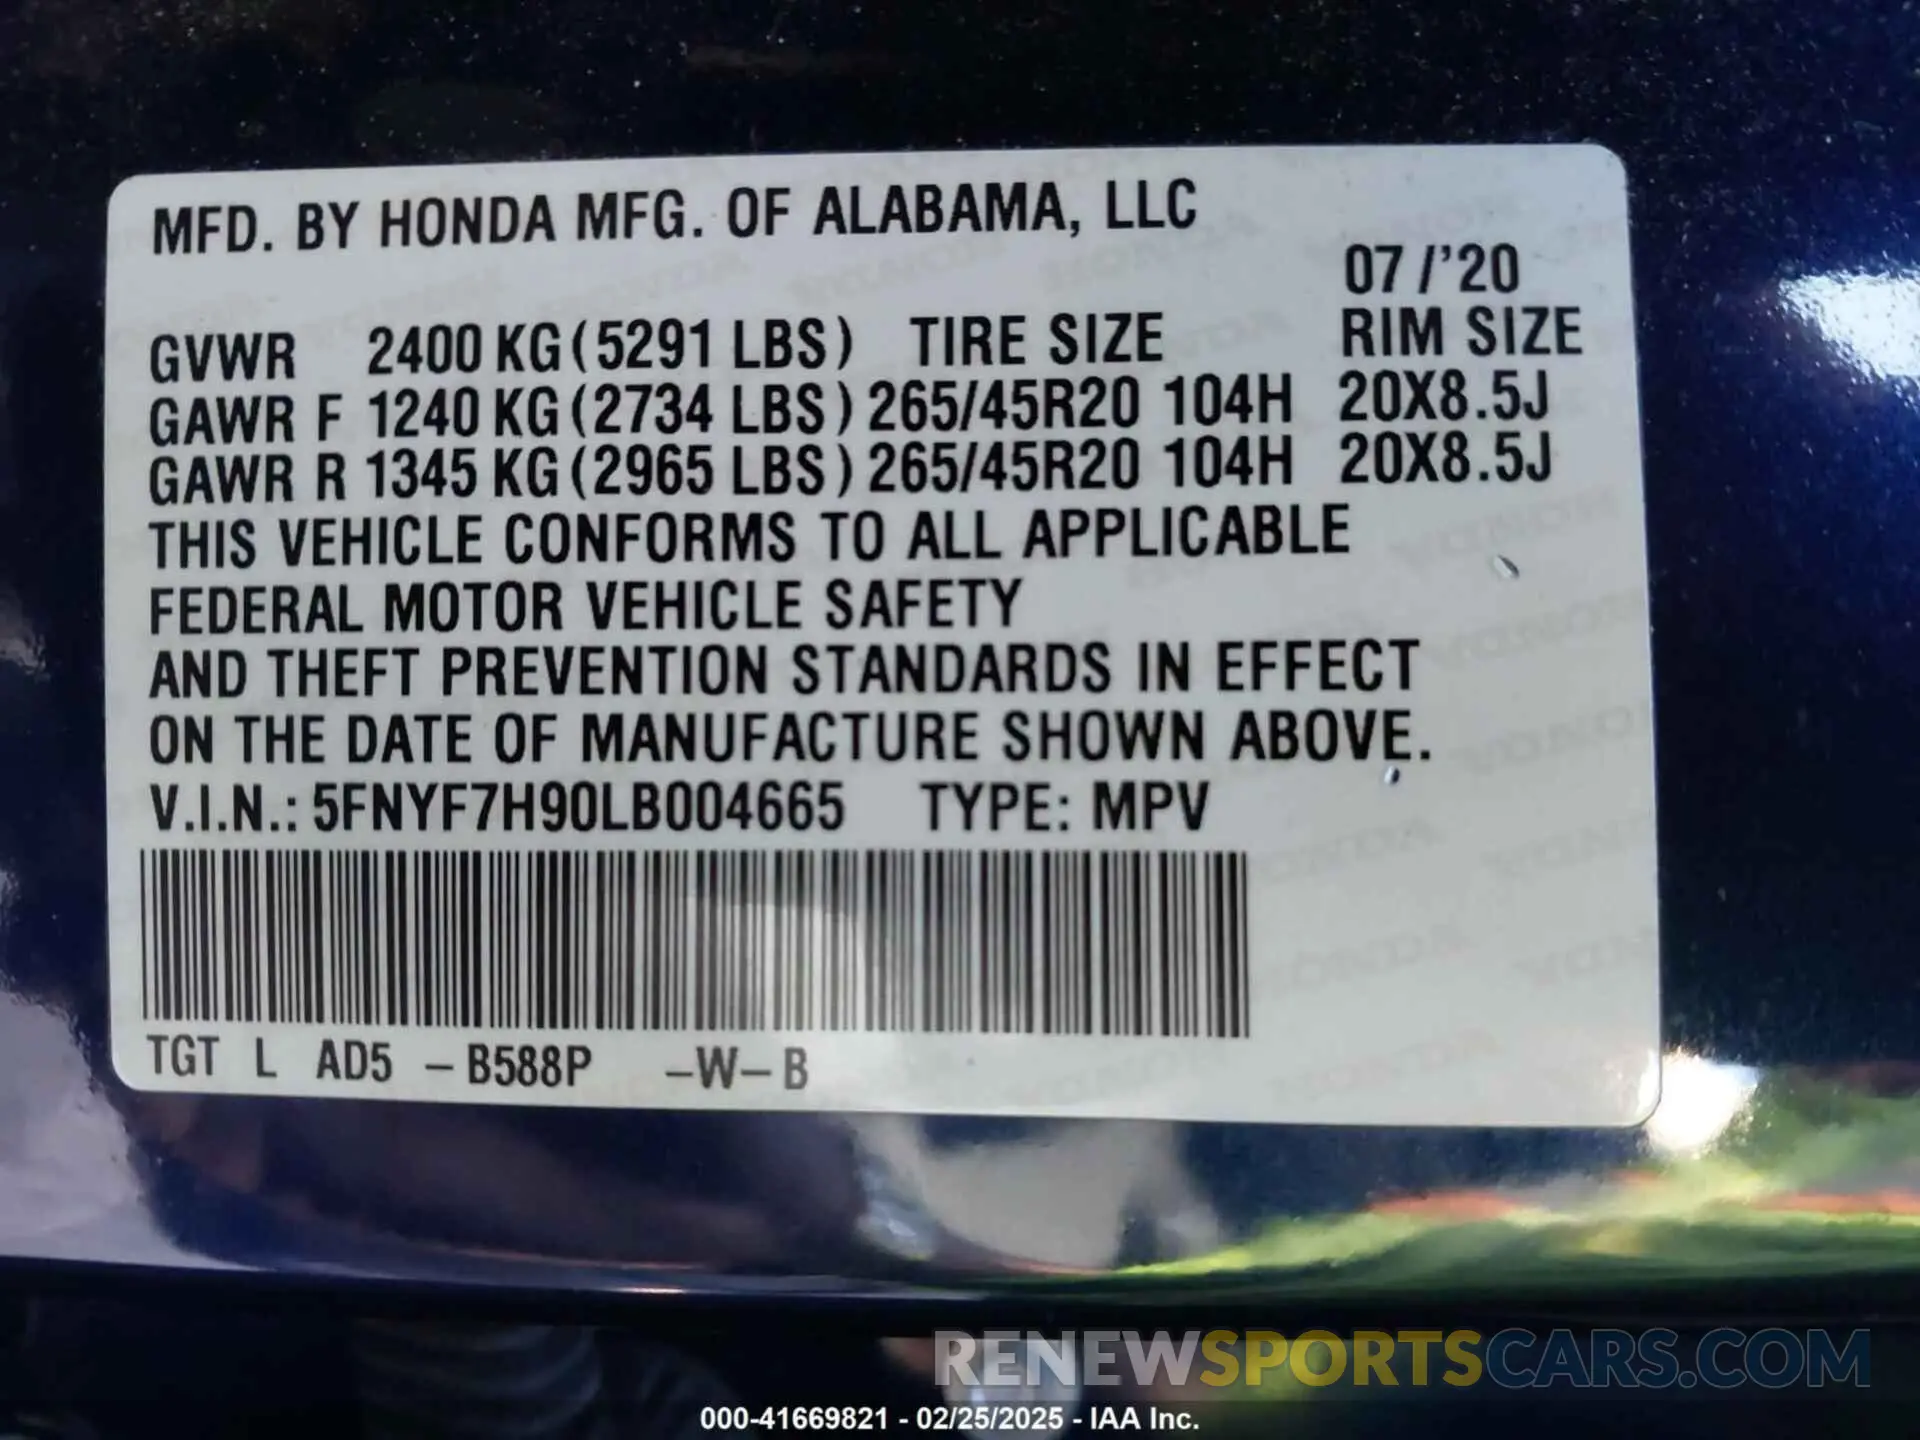 MFD. BY HONDA MFG. OF ALABAMA, LLC
07 /'20
GVWR 2400 KG (5291 LBS) TIRE SIZE RIM SIZE
GAWR F 1240 KG (2734 LBS) 265/45R20 104H 20X8.5J
GAWR R 1345 KG (2965 LBS) 265/45R20 104H 20X8.5J
THIS VEHICLE CONFORMS TO ALL APPLICABLE
FEDERAL MOTOR VEHICLE SAFETY
AND THEFT PREVENTION STANDARDS IN EFFECT
ON THE DATE OF MANUFACTURE SHOWN ABOVE.
V.I.N.: 5FNYF7H90LB004665 TYPE: MPV
TGT L AD5 -B588P -W-B
RENEWSPORTSCARS.COM
000-41669821 - 02/25/2025 - IAA Inc.